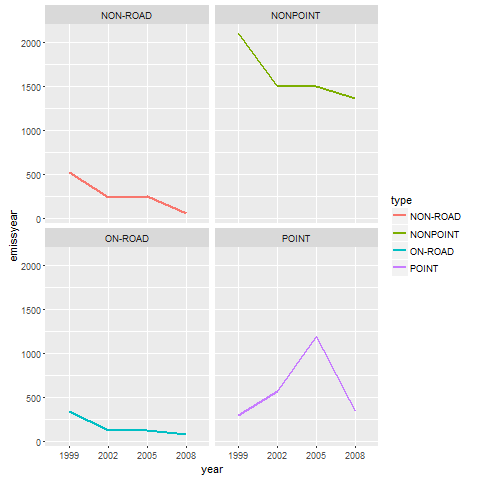 NON-ROAD NONPOINT
2000
1500
1000
500
0
ON-ROAD POINT
2000
1500
1000
500
0
1999 2002 2005 2008 1999 2002 2005 2008
year
emissyear
type
NON-ROAD
NONPOINT
ON-ROAD
POINT